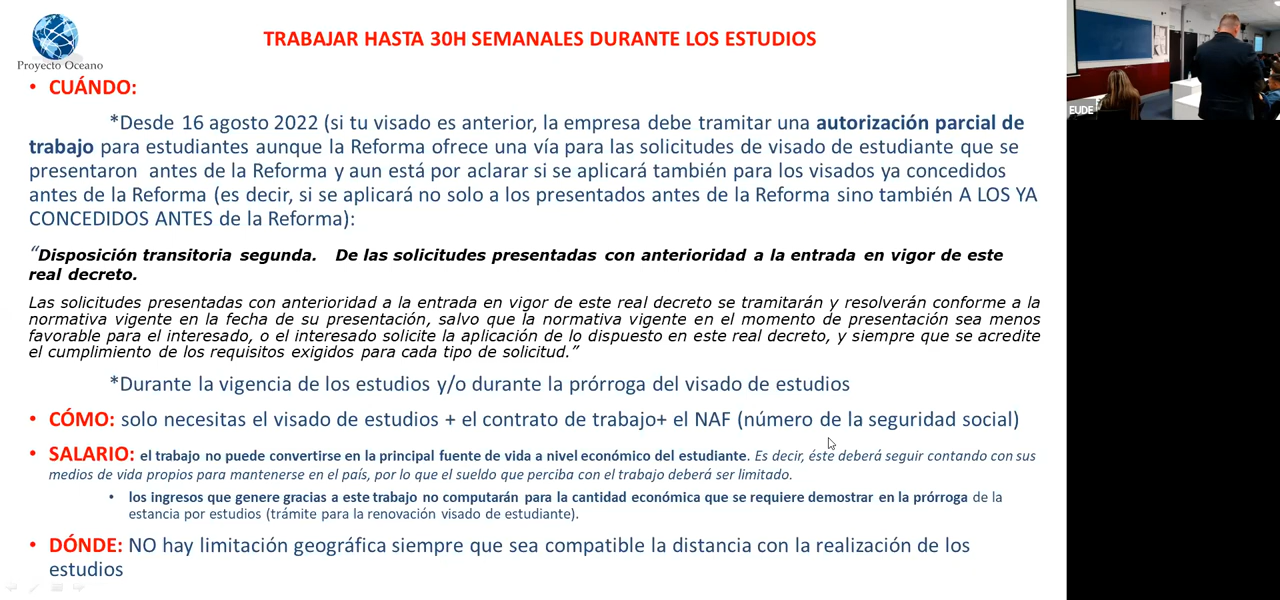 Proyecto Oceano
TRABAJAR HASTA 30H SEMANALES DURANTE LOS ESTUDIOS
• CUÁNDO:
*Desde 16 agosto 2022 (si tu visado es anterior, la empresa debe tramitar una autorización parcial de
trabajo para estudiantes aunque la Reforma ofrece una vía para las solicitudes de visado de estudiante que se
presentaron antes de la Reforma y aun está por aclarar si se aplicará también para los visados ya concedidos
antes de la Reforma (es decir, si se aplicará no solo a los presentados antes de la Reforma sino también A LOS YA
CONCEDIDOS ANTES de la Reforma):
“Disposición transitoria segunda. De las solicitudes presentadas con anterioridad a la entrada en vigor de este
real decreto.
Las solicitudes presentadas con anterioridad a la entrada en vigor de este real decreto se tramitarán y resolverán conforme a la
normativa vigente en la fecha de su presentación, salvo que la normativa vigente en el momento de presentación sea menos
favorable para el interesado, o el interesado solicite la aplicación de lo dispuesto en este real decreto, y siempre que se acredite
el cumplimiento de los requisitos exigidos para cada tipo de solicitud.”
*Durante la vigencia de los estudios y/o durante la prórroga del visado de estudios
• CÓMO: solo necesitas el visado de estudios + el contrato de trabajo+ el NAF (número de la seguridad social)
• SALARIO: el trabajo no puede convertirse en la principal fuente de vida a nivel económico del estudiante. Es decir, éste deberá seguir contando con sus
medios de vida propios para mantenerse en el país, por lo que el sueldo que perciba con el trabajo deberá ser limitado.
• los ingresos que genere gracias a este trabajo no computarán para la cantidad económica que se requiere demostrar en la prórroga de la
estancia por estudios (trámite para la renovación visado de estudiante).
• DÓNDE: NO hay limitación geográfica siempre que sea compatible la distancia con la realización de los
estudios
EUDE